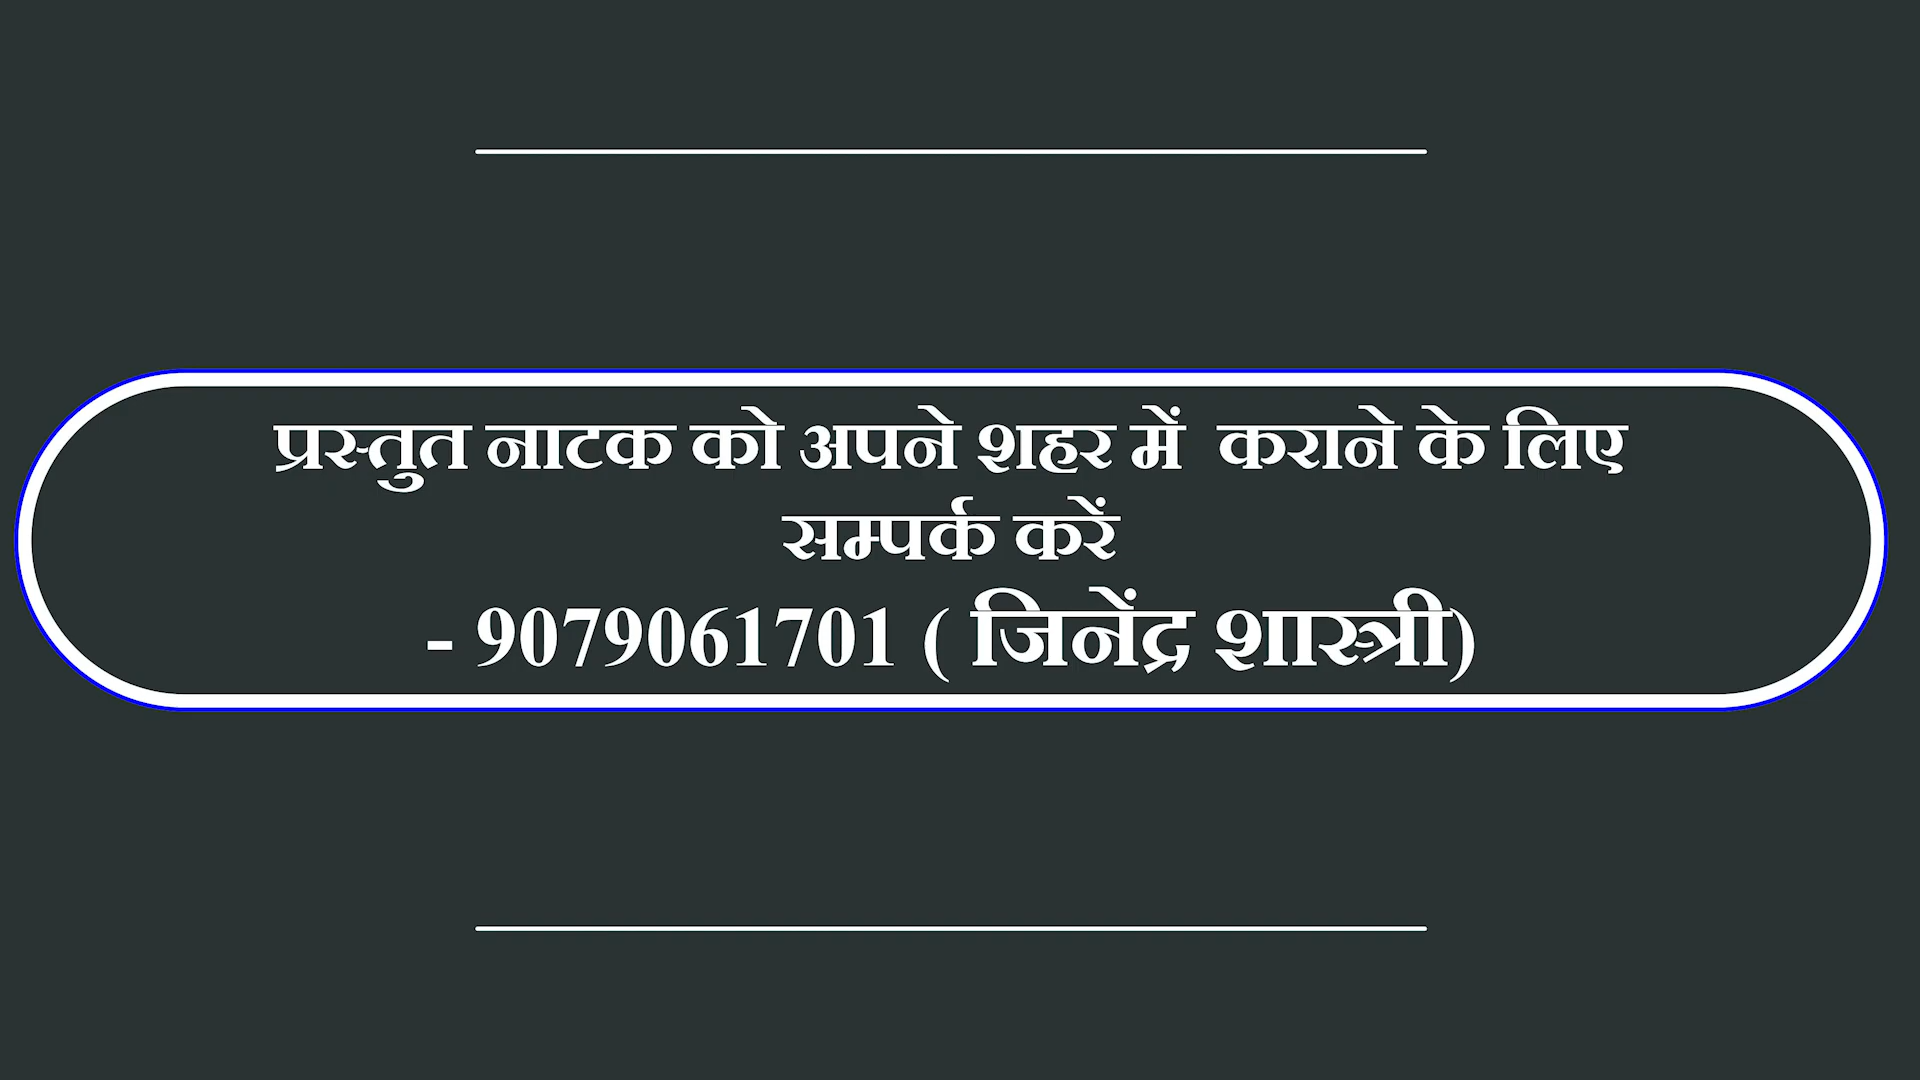 प्रस्तुत नाटक को अपने शहर में कराने के लिए
सम्पर्क करें
- 9079061701 ( जिनेंद्र शास्त्री)